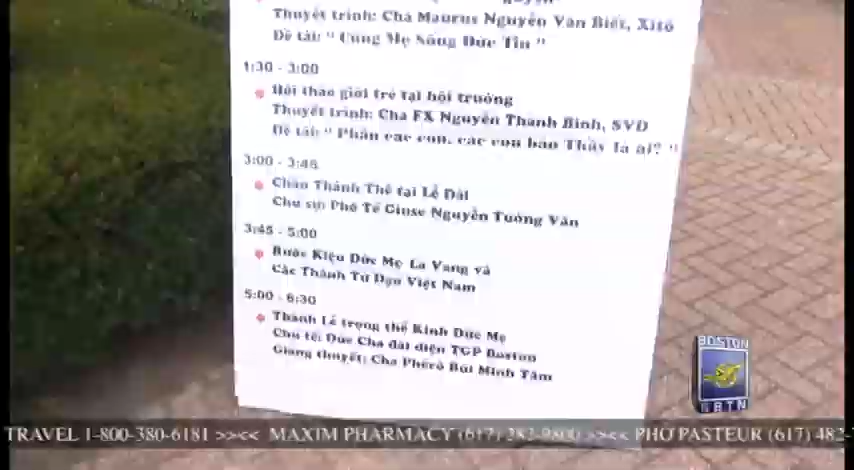 Thuyết trình: Cha Maurus Nguyễn Văn Biết, Xitô
Đề tài: " Cùng Mẹ Sống Đức Tin "
1:30 - 3:00
Hội thảo giới trẻ tại hội trường
Thuyết trình: Cha FX Nguyễn Thanh Bình, SVD
Đề tài: " Phần các con, các con bảo Thầy là ai? "
3:00 - 3:45
Chầu Thánh Thể tại Lễ Đài
Chủ sự: Phó Tế Giuse Nguyễn Tường Vân
3:45 - 5:00
Rước Kiệu Đức Mẹ La Vang và
Các Thánh Tử Đạo Việt Nam
5:00 - 6:30
Thánh Lễ trọng thể Kính Đức Mẹ
Chủ tế: Đức Cha đại diện TGP Boston
Giảng thuyết: Cha Phêrô Bùi Minh Tâm
BOSTON
SBTN
TRAVEL 1-800-380-6181 >><< MAXIM PHARMACY (617) 282-9800 >><< PHO PASTEUR (617) 482-